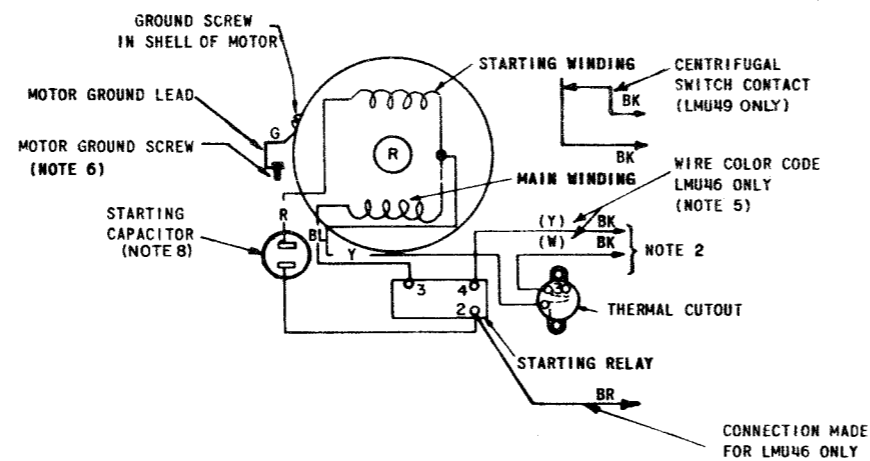 GROUND SCREW
IN SHELL OF MOTOR
MOTOR GROUND LEAD
G
MOTOR GROUND SCREW
(NOTE 6)
STARTING WINDING
CENTRIFUGAL
SWITCH CONTACT
(LMU49 ONLY)
BK
BK
R
MAIN WINDING
WIRE COLOR CODE
LMU46 ONLY
(NOTE 5)
STARTING
CAPACITOR
(NOTE 8)
R
BL
Y
(Y) BK
(W) BK
NOTE 2
3
4
2
3
1
THERMAL CUTOUT
STARTING RELAY
BR
CONNECTION MADE
FOR LMU46 ONLY